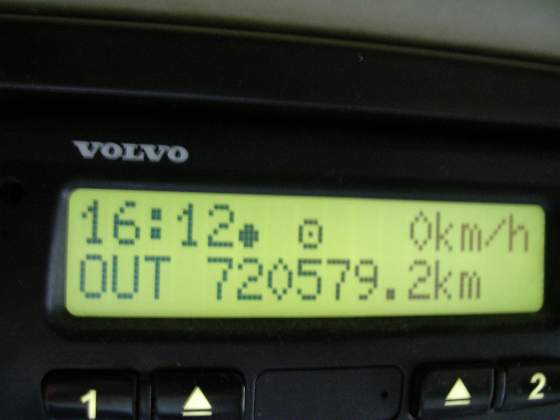 VOLVO
16:12● ⊙ 0km/h
OUT 720579.2km
1 ⏏ ⏏ 2